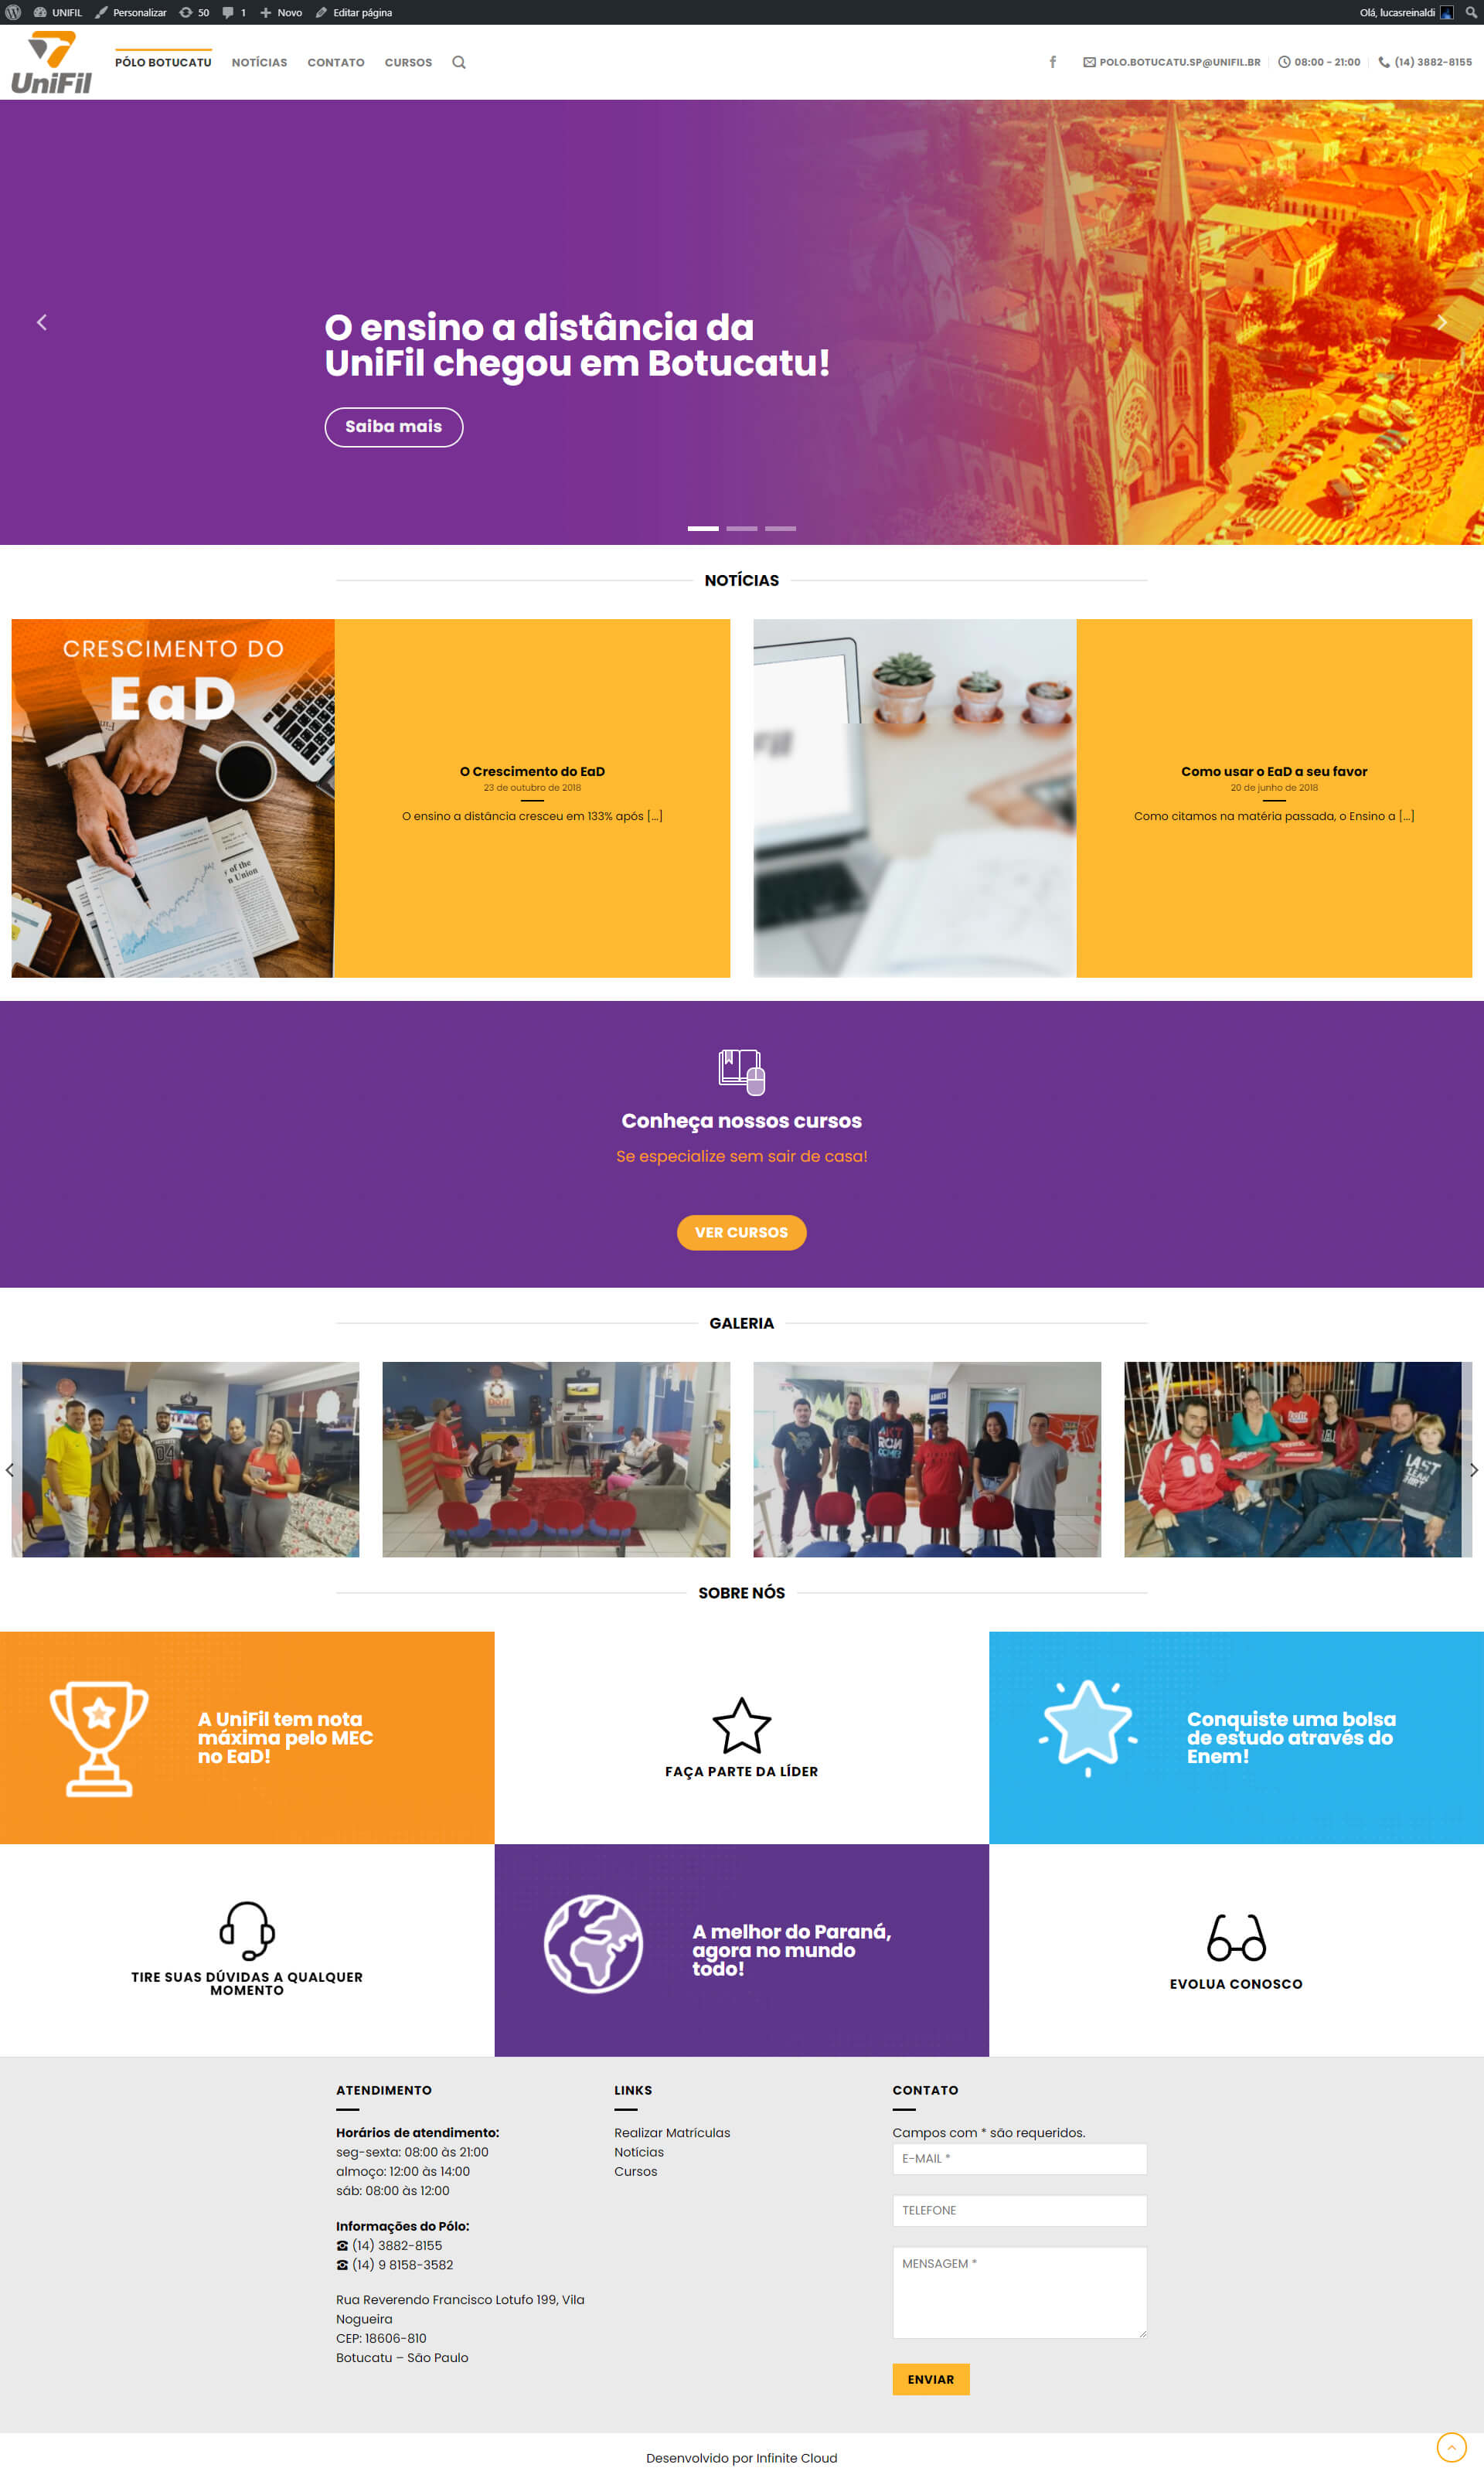 UNIFIL Personalizar 50 1 Novo Editar página Olá, lucasreinaldi
UniFil
PÓLO BOTUCATU NOTÍCIAS CONTATO CURSOS POLO.BOTUCATU.SP@UNIFIL.BR 08:00 - 21:00 (14) 3882-8155
O ensino a distância da
UniFil chegou em Botucatu!
Saiba mais
NOTÍCIAS
CRESCIMENTO DO
EaD
of the
n Union
O Crescimento do EaD
23 de outubro de 2018
O ensino a distância cresceu em 133% após [...]
Como usar o EaD a seu favor
20 de junho de 2018
Como citamos na matéria passada, o Ensino a [...]
Conheça nossos cursos
Se especialize sem sair de casa!
VER CURSOS
GALERIA
LAST
CLEAN
SHIRT
SOBRE NÓS
A UniFil tem nota
máxima pelo MEC
no EaD!
FAÇA PARTE DA LÍDER
Conquiste uma bolsa
de estudo através do
Enem!
TIRE SUAS DÚVIDAS A QUALQUER
MOMENTO
A melhor do Paraná,
agora no mundo
todo!
EVOLUA CONOSCO
ATENDIMENTO
Horários de atendimento:
seg-sexta: 08:00 às 21:00
almoço: 12:00 às 14:00
sáb: 08:00 às 12:00
Informações do Pólo:
☎ (14) 3882-8155
☎ (14) 9 8158-3582
Rua Reverendo Francisco Lotufo 199, Vila
Nogueira
CEP: 18606-810
Botucatu – São Paulo
LINKS
Realizar Matrículas
Notícias
Cursos
CONTATO
Campos com * são requeridos.
E-MAIL *
TELEFONE
MENSAGEM *
ENVIAR
Desenvolvido por Infinite Cloud